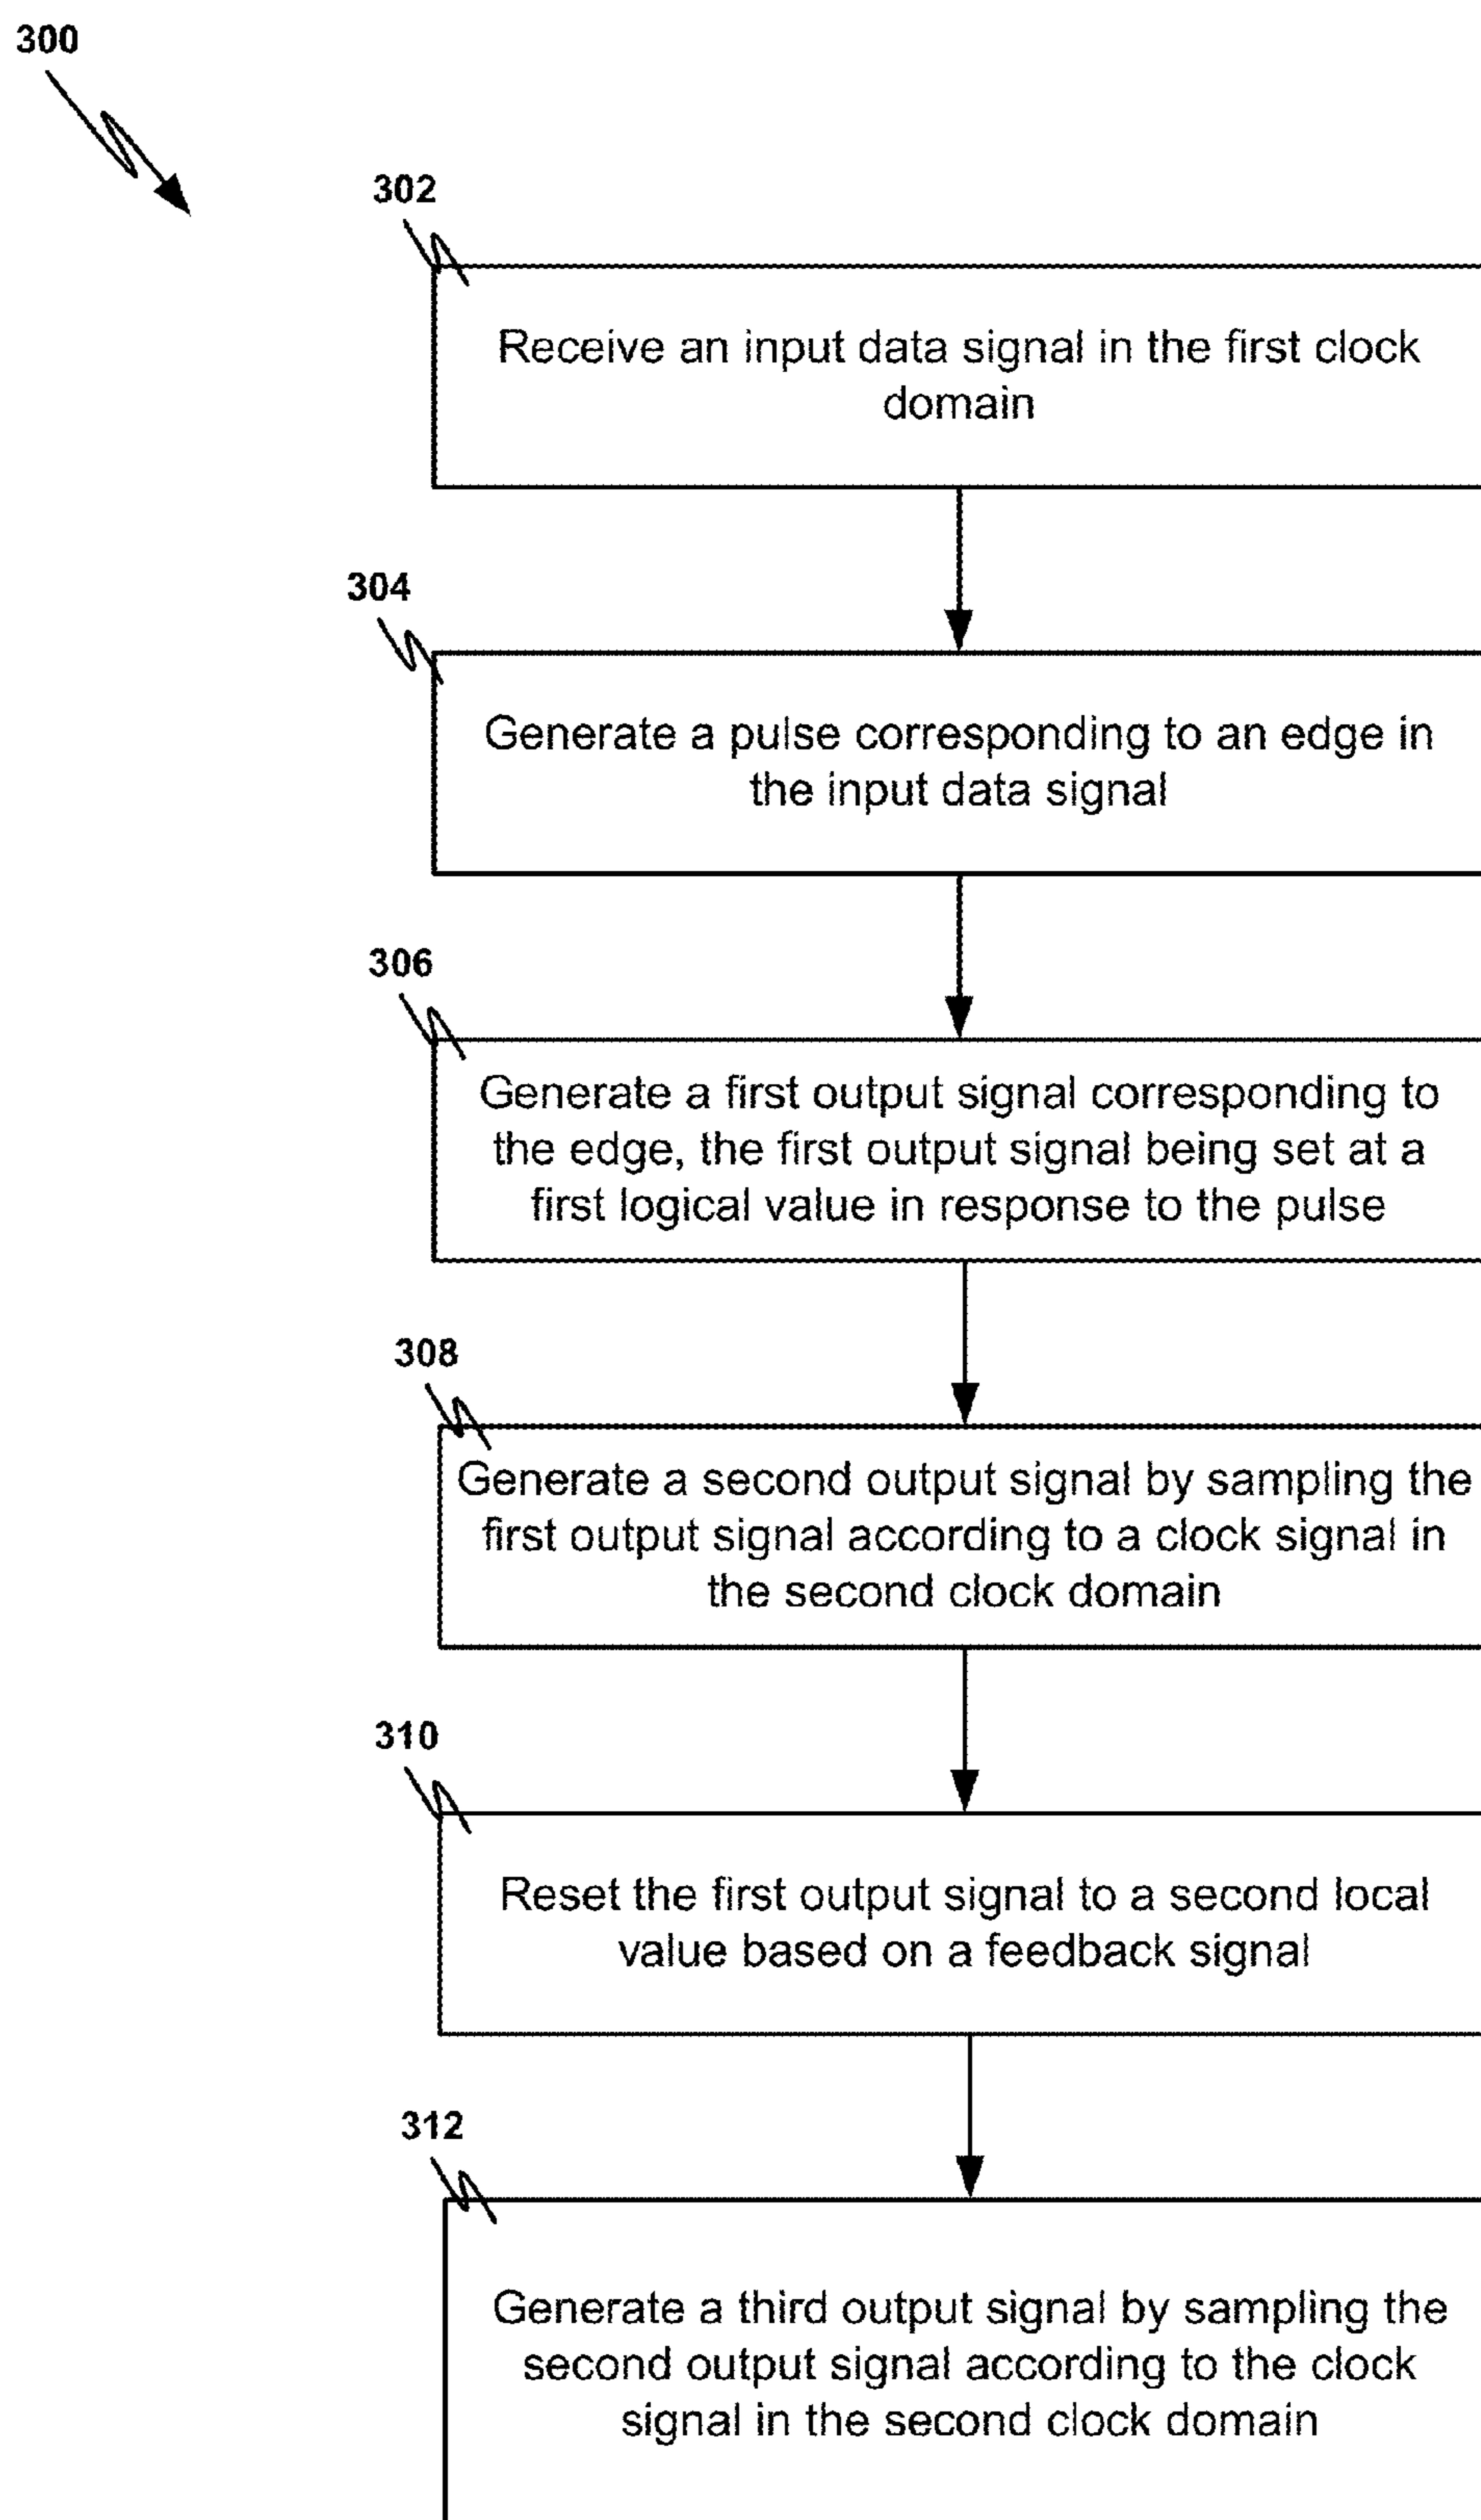 300
302
Receive an input data signal in the first clock
domain
304
Generate a pulse corresponding to an edge in
the input data signal
306
Generate a first output signal corresponding to
the edge, the first output signal being set at a
first logical value in response to the pulse
308
Generate a second output signal by sampling the
first output signal according to a clock signal in
the second clock domain
310
Reset the first output signal to a second local
value based on a feedback signal
312
Generate a third output signal by sampling the
second output signal according to the clock
signal in the second clock domain